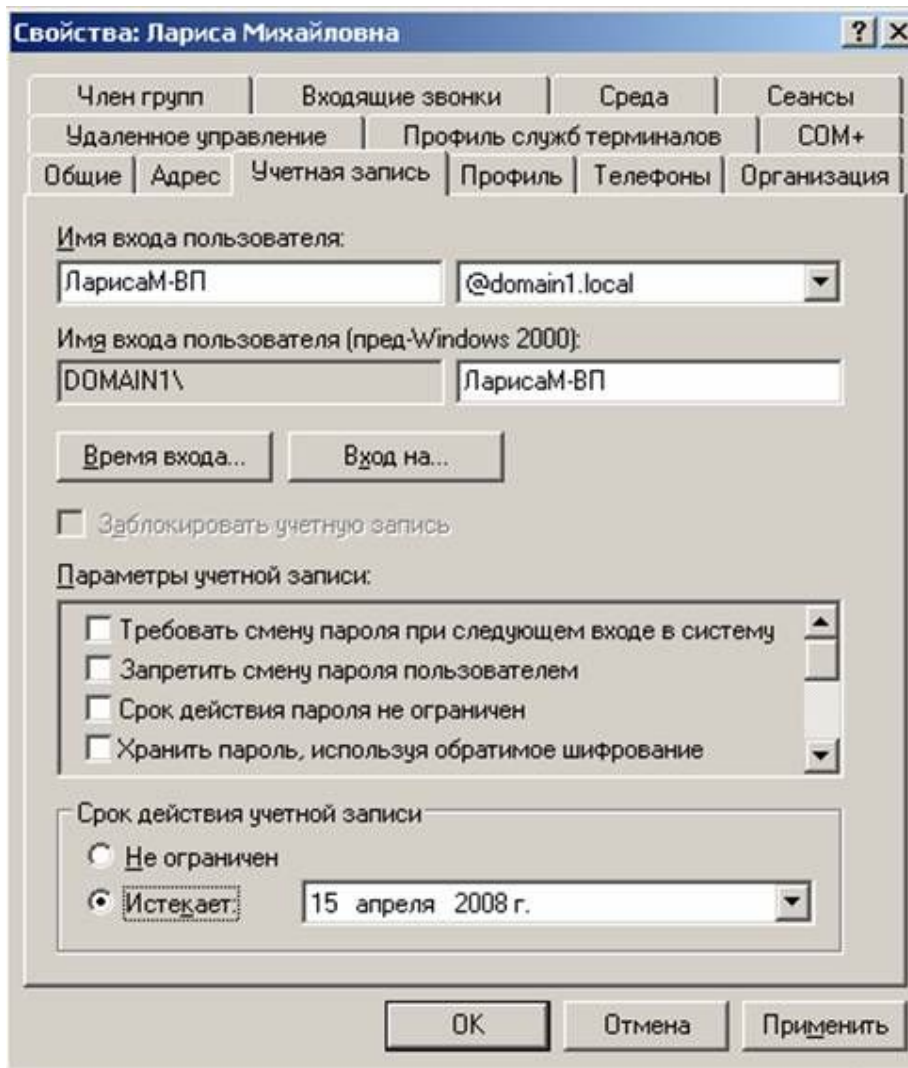 Свойства: Лариса Михайловна
Член групп Входящие звонки Среда Сеансы
Удаленное управление Профиль служб терминалов COM+
Общие Адрес Учетная запись Профиль Телефоны Организация
Имя входа пользователя:
ЛарисаМ-ВП @domain1.local
Имя входа пользователя (пред-Windows 2000):
DOMAIN1\ ЛарисаМ-ВП
Время входа... Вход на...
Заблокировать учетную запись
Параметры учетной записи:
Требовать смену пароля при следующем входе в систему
Запретить смену пароля пользователем
Срок действия пароля не ограничен
Хранить пароль, используя обратимое шифрование
Срок действия учетной записи
Не ограничен
Истекает: 15 апреля 2008 г.
OK Отмена Применить